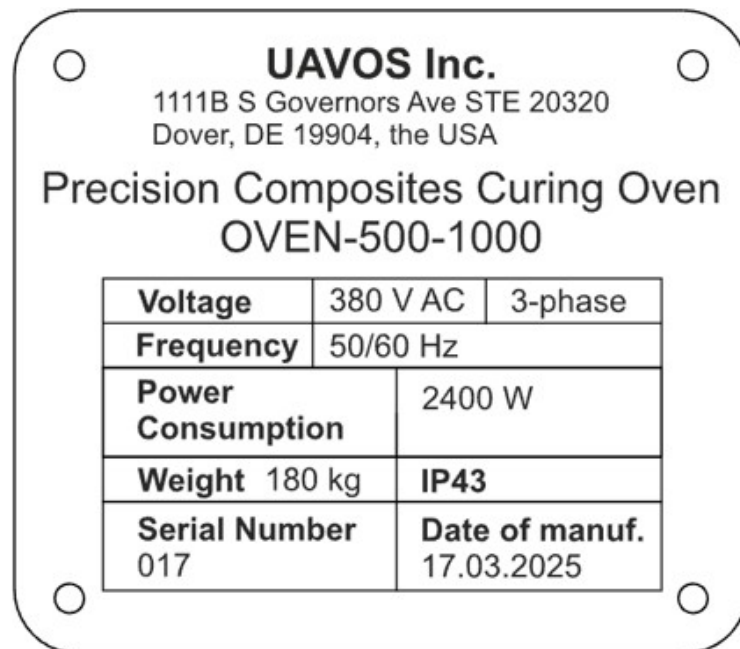 UAVOS Inc.
1111B S Governors Ave STE 20320
Dover, DE 19904, the USA
Precision Composites Curing Oven
OVEN-500-1000
Voltage 380 V AC 3-phase
Frequency 50/60 Hz
Power 2400 W
Consumption
Weight 180 kg IP43
Serial Number Date of manuf.
017 17.03.2025